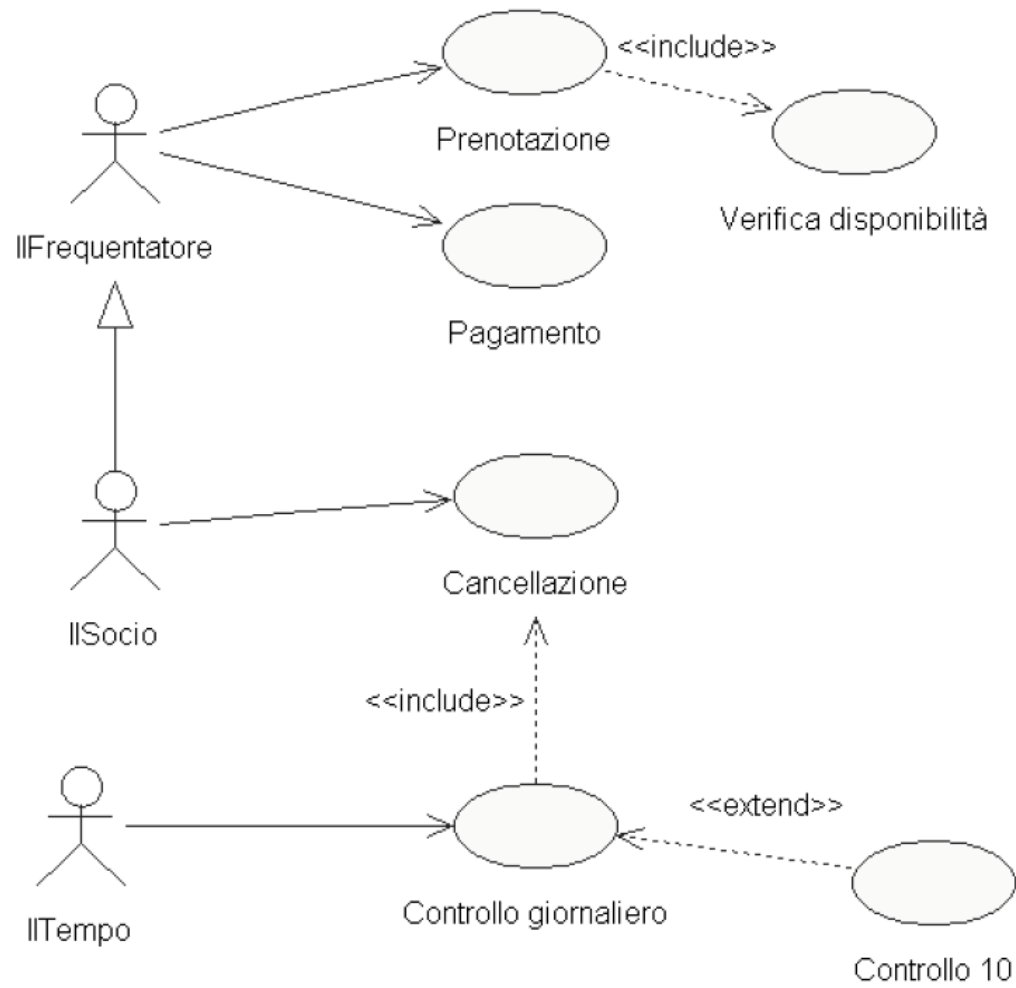 <<include>>
Prenotazione
Verifica disponibilità
IlFrequentatore
Pagamento
Cancellazione
IlSocio
<<include>>
<<extend>>
Controllo giornaliero
IlTempo
Controllo 10